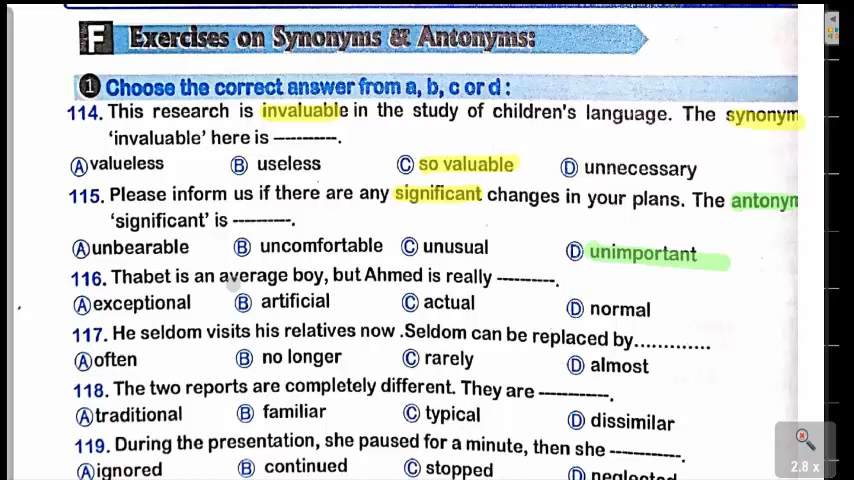 F Exercises on Synonyms & Antonyms:
1 Choose the correct answer from a, b, c or d :
114. This research is invaluable in the study of children's language. The synonym
'invaluable' here is ----------.
A valueless B useless C so valuable D unnecessary
115. Please inform us if there are any significant changes in your plans. The antonym
'significant' is ----------.
A unbearable B uncomfortable C unusual D unimportant
116. Thabet is an average boy, but Ahmed is really ----------.
A exceptional B artificial C actual D normal
117. He seldom visits his relatives now .Seldom can be replaced by.............
A often B no longer C rarely D almost
118. The two reports are completely different. They are ------------.
A traditional B familiar C typical D dissimilar
119. During the presentation, she paused for a minute, then she ------------.
A ignored B continued C stopped D neglected
2.8 x